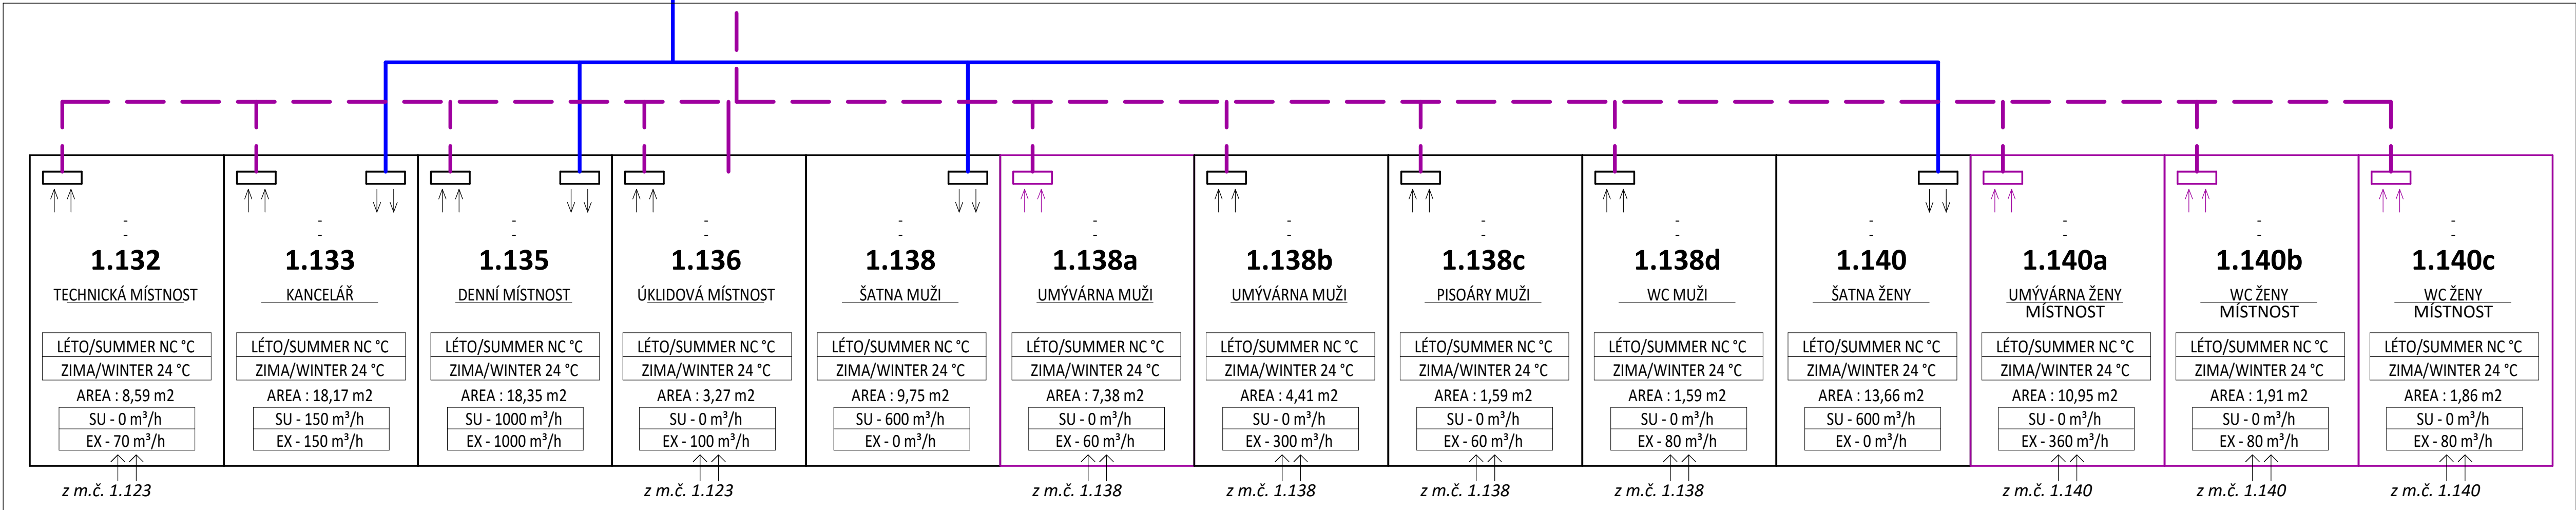 -
-
1.132
TECHNICKÁ MÍSTNOST
LÉTO/SUMMER NC °C
ZIMA/WINTER 24 °C
AREA : 8,59 m2
SU - 0 m³/h
EX - 70 m³/h
z m.č. 1.123
-
-
1.133
KANCELÁŘ
LÉTO/SUMMER NC °C
ZIMA/WINTER 24 °C
AREA : 18,17 m2
SU - 150 m³/h
EX - 150 m³/h
-
-
1.135
DENNÍ MÍSTNOST
LÉTO/SUMMER NC °C
ZIMA/WINTER 24 °C
AREA : 18,35 m2
SU - 1000 m³/h
EX - 1000 m³/h
-
-
1.136
ÚKLIDOVÁ MÍSTNOST
LÉTO/SUMMER NC °C
ZIMA/WINTER 24 °C
AREA : 3,27 m2
SU - 0 m³/h
EX - 100 m³/h
z m.č. 1.123
-
-
1.138
ŠATNA MUŽI
LÉTO/SUMMER NC °C
ZIMA/WINTER 24 °C
AREA : 9,75 m2
SU - 600 m³/h
EX - 0 m³/h
-
-
1.138a
UMÝVÁRNA MUŽI
LÉTO/SUMMER NC °C
ZIMA/WINTER 24 °C
AREA : 7,38 m2
SU - 0 m³/h
EX - 60 m³/h
z m.č. 1.138
-
-
1.138b
UMÝVÁRNA MUŽI
LÉTO/SUMMER NC °C
ZIMA/WINTER 24 °C
AREA : 4,41 m2
SU - 0 m³/h
EX - 300 m³/h
z m.č. 1.138
-
-
1.138c
PISOÁRY MUŽI
LÉTO/SUMMER NC °C
ZIMA/WINTER 24 °C
AREA : 1,59 m2
SU - 0 m³/h
EX - 60 m³/h
z m.č. 1.138
-
-
1.138d
WC MUŽI
LÉTO/SUMMER NC °C
ZIMA/WINTER 24 °C
AREA : 1,59 m2
SU - 0 m³/h
EX - 80 m³/h
z m.č. 1.138
-
-
1.140
ŠATNA ŽENY
LÉTO/SUMMER NC °C
ZIMA/WINTER 24 °C
AREA : 13,66 m2
SU - 600 m³/h
EX - 0 m³/h
-
-
1.140a
UMÝVÁRNA ŽENY
MÍSTNOST
LÉTO/SUMMER NC °C
ZIMA/WINTER 24 °C
AREA : 10,95 m2
SU - 0 m³/h
EX - 360 m³/h
z m.č. 1.140
-
-
1.140b
WC ŽENY
MÍSTNOST
LÉTO/SUMMER NC °C
ZIMA/WINTER 24 °C
AREA : 1,91 m2
SU - 0 m³/h
EX - 80 m³/h
z m.č. 1.140
-
-
1.140c
WC ŽENY
MÍSTNOST
LÉTO/SUMMER NC °C
ZIMA/WINTER 24 °C
AREA : 1,86 m2
SU - 0 m³/h
EX - 80 m³/h
z m.č. 1.140